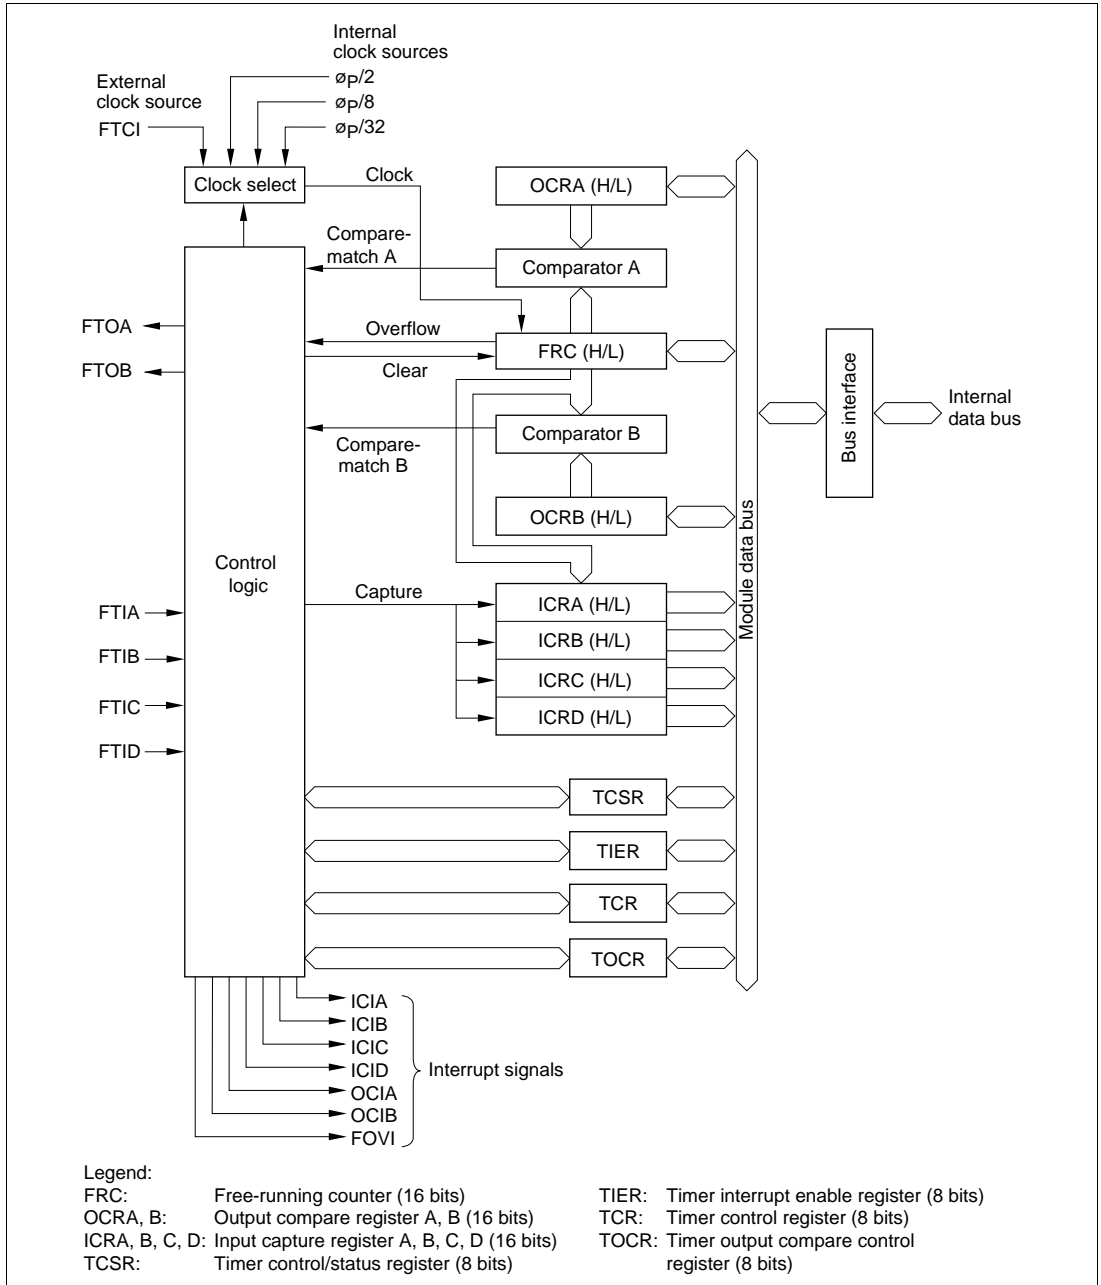 Internal
clock sources
External
clock source
øP/2
øP/8
FTCI
øP/32
Clock select
Clock
OCRA (H/L)
Compare-
match A
Comparator A
FTOA
Overflow
FRC (H/L)
FTOB
Clear
Bus interface
Internal
data bus
Comparator B
Compare-
match B
OCRB (H/L)
Module data bus
Control
logic
Capture
FTIA
ICRA (H/L)
ICRB (H/L)
FTIB
ICRC (H/L)
FTIC
ICRD (H/L)
FTID
TCSR
TIER
TCR
TOCR
ICIA
ICIB
ICIC
ICID
Interrupt signals
OCIA
OCIB
FOVI
Legend:
FRC: Free-running counter (16 bits)
OCRA, B: Output compare register A, B (16 bits)
ICRA, B, C, D: Input capture register A, B, C, D (16 bits)
TCSR: Timer control/status register (8 bits)
TIER: Timer interrupt enable register (8 bits)
TCR: Timer control register (8 bits)
TOCR: Timer output compare control
register (8 bits)